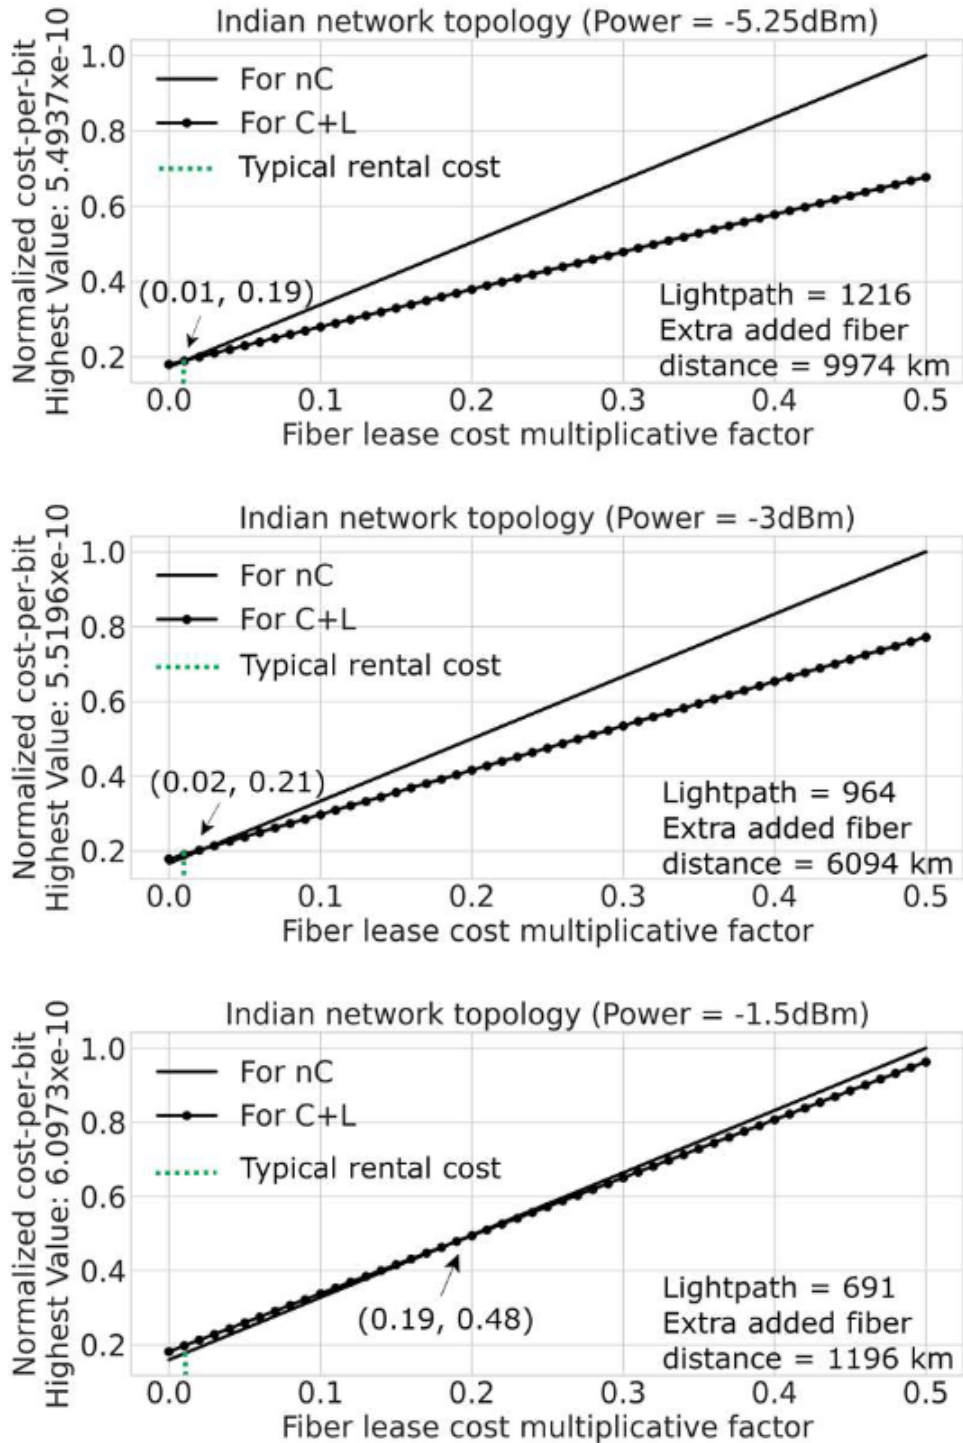 Indian network topology (Power = -5.25dBm)
Normalized cost-per-bit
Highest Value: 5.4937xe-10
1.0
0.8
0.6
0.4
0.2
For nC
For C+L
Typical rental cost
(0.01, 0.19)
Lightpath = 1216
Extra added fiber
distance = 9974 km
0.0 0.1 0.2 0.3 0.4 0.5
Fiber lease cost multiplicative factor
Indian network topology (Power = -3dBm)
Normalized cost-per-bit
Highest Value: 5.5196xe-10
1.0
0.8
0.6
0.4
0.2
For nC
For C+L
Typical rental cost
(0.02, 0.21)
Lightpath = 964
Extra added fiber
distance = 6094 km
0.0 0.1 0.2 0.3 0.4 0.5
Fiber lease cost multiplicative factor
Indian network topology (Power = -1.5dBm)
Normalized cost-per-bit
Highest Value: 6.0973xe-10
1.0
0.8
0.6
0.4
0.2
For nC
For C+L
Typical rental cost
(0.19, 0.48)
Lightpath = 691
Extra added fiber
distance = 1196 km
0.0 0.1 0.2 0.3 0.4 0.5
Fiber lease cost multiplicative factor